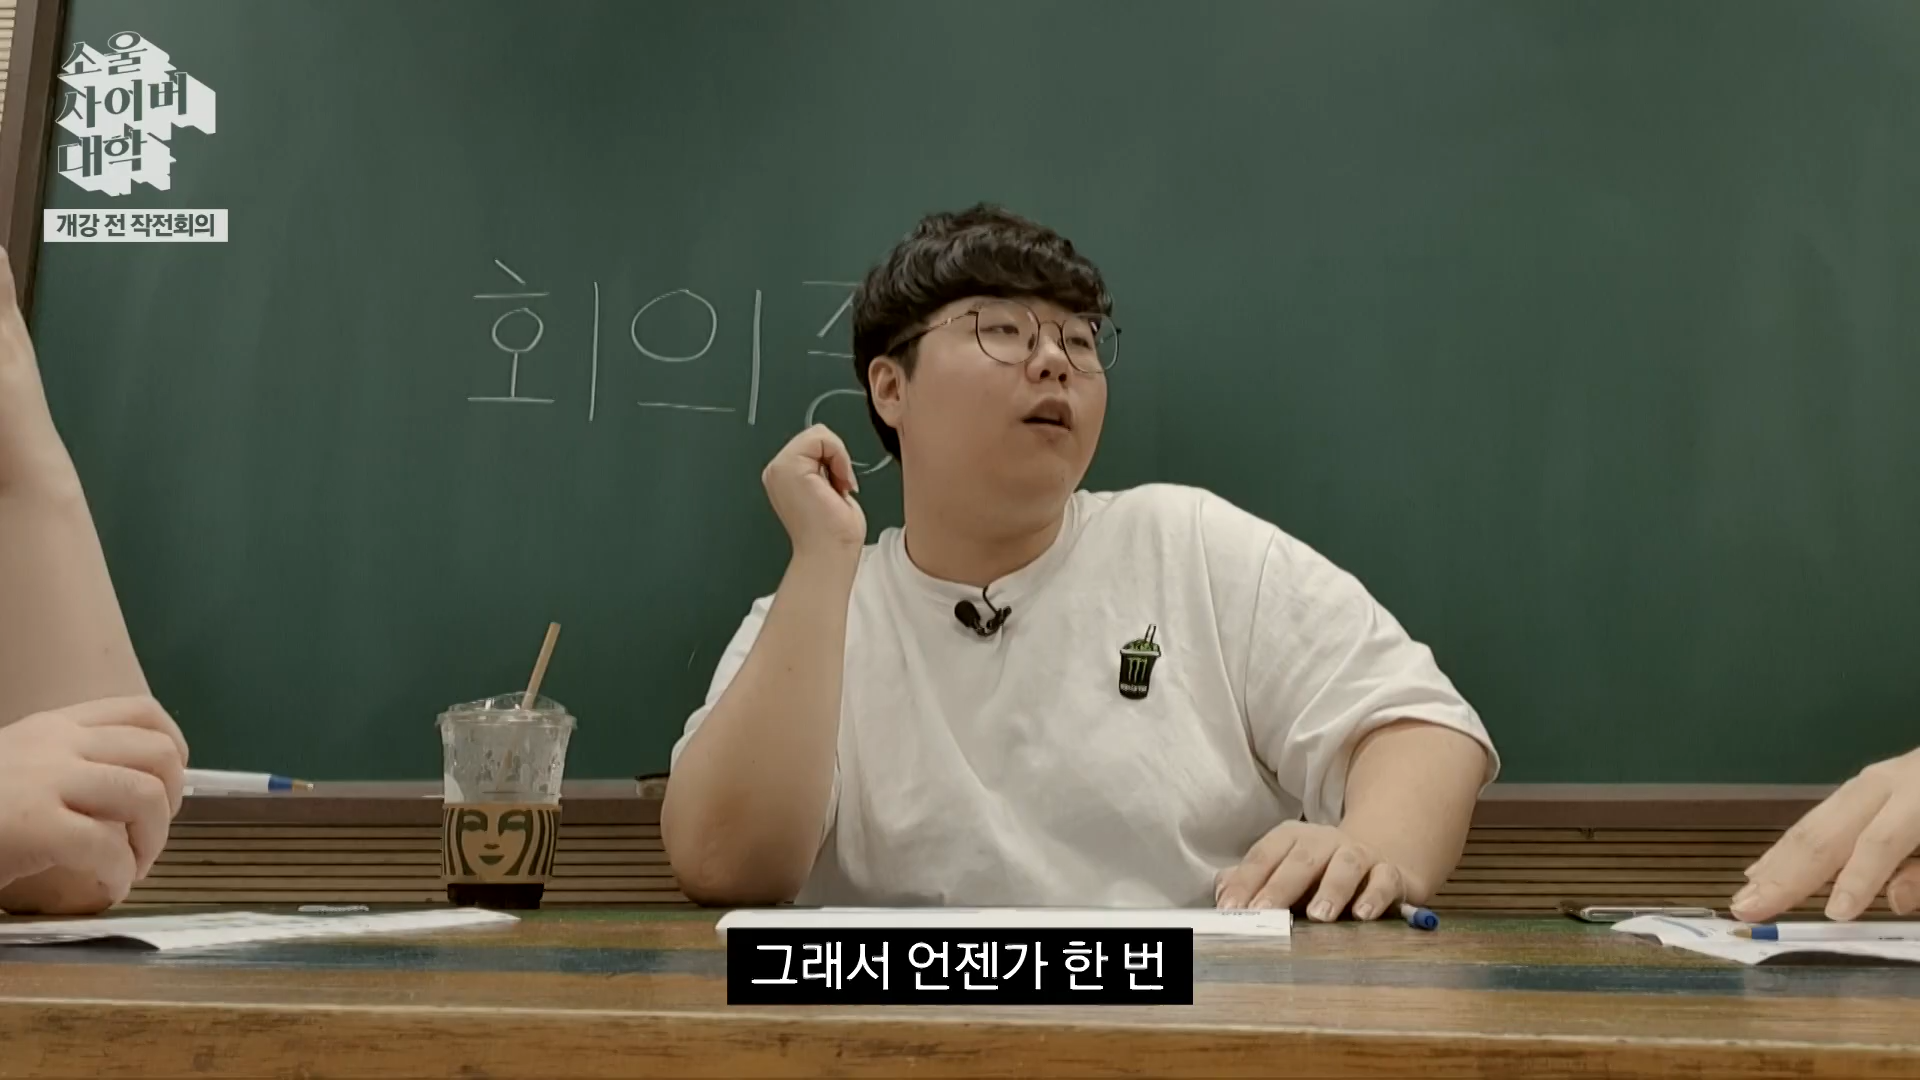 소울
사이버
대학
개강 전 작전회의
회의중
그래서 언젠가 한 번